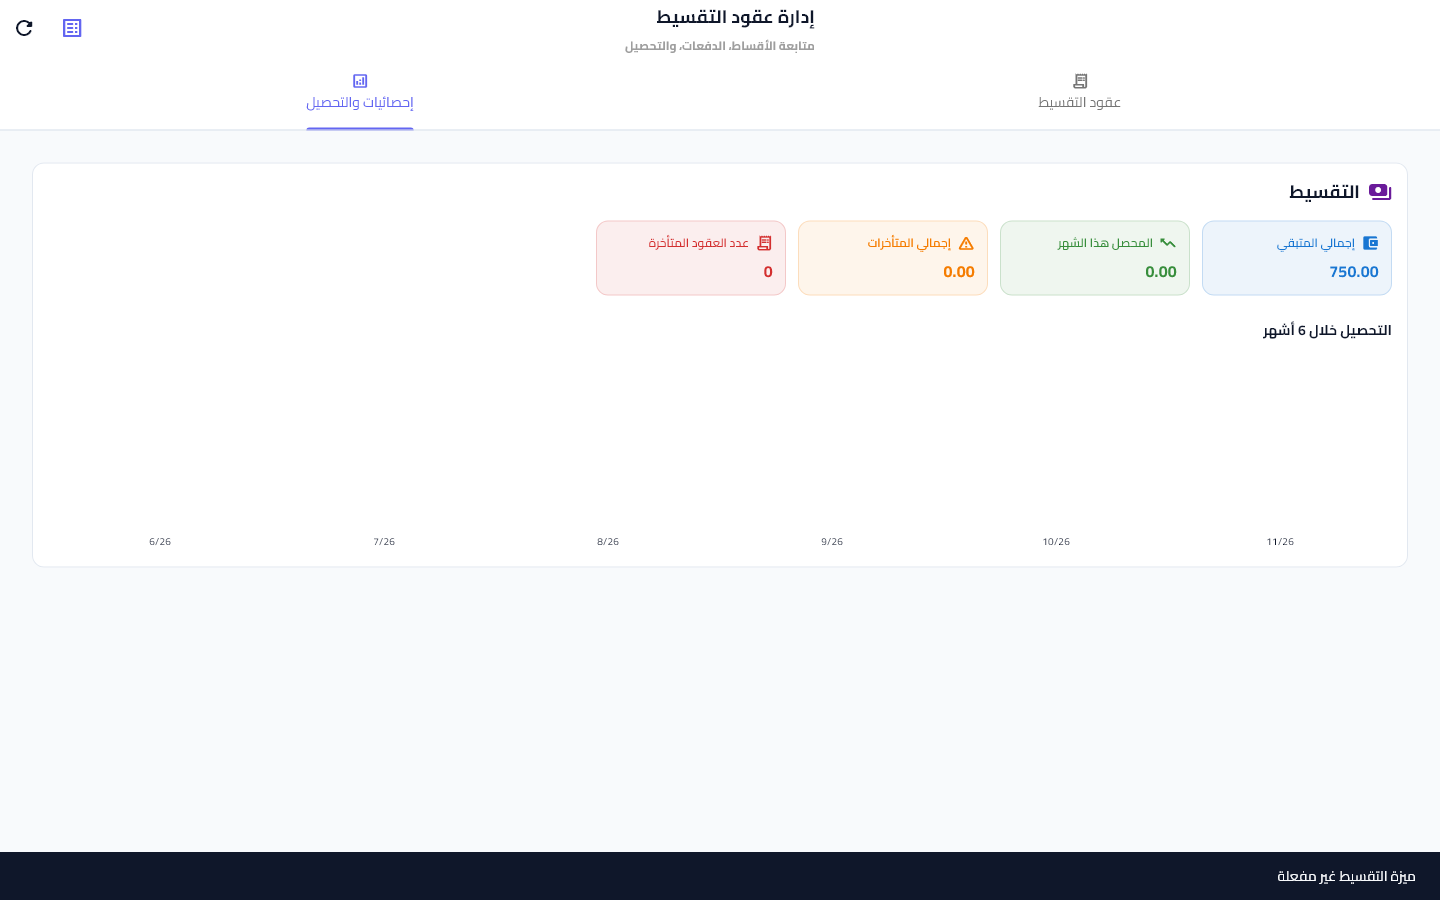 إدارة عقود التقسيط
متابعة الأقساط، الدفعات، والتحصيل
عقود التقسيط
إحصائيات والتحصيل
التقسيط
إجمالي المتبقي
750.00
المحصل هذا الشهر
0.00
إجمالي المتأخرات
0.00
عدد العقود المتأخرة
0
التحصيل خلال 6 أشهر
11/26
10/26
9/26
8/26
7/26
6/26
ميزة التقسيط غير مفعلة